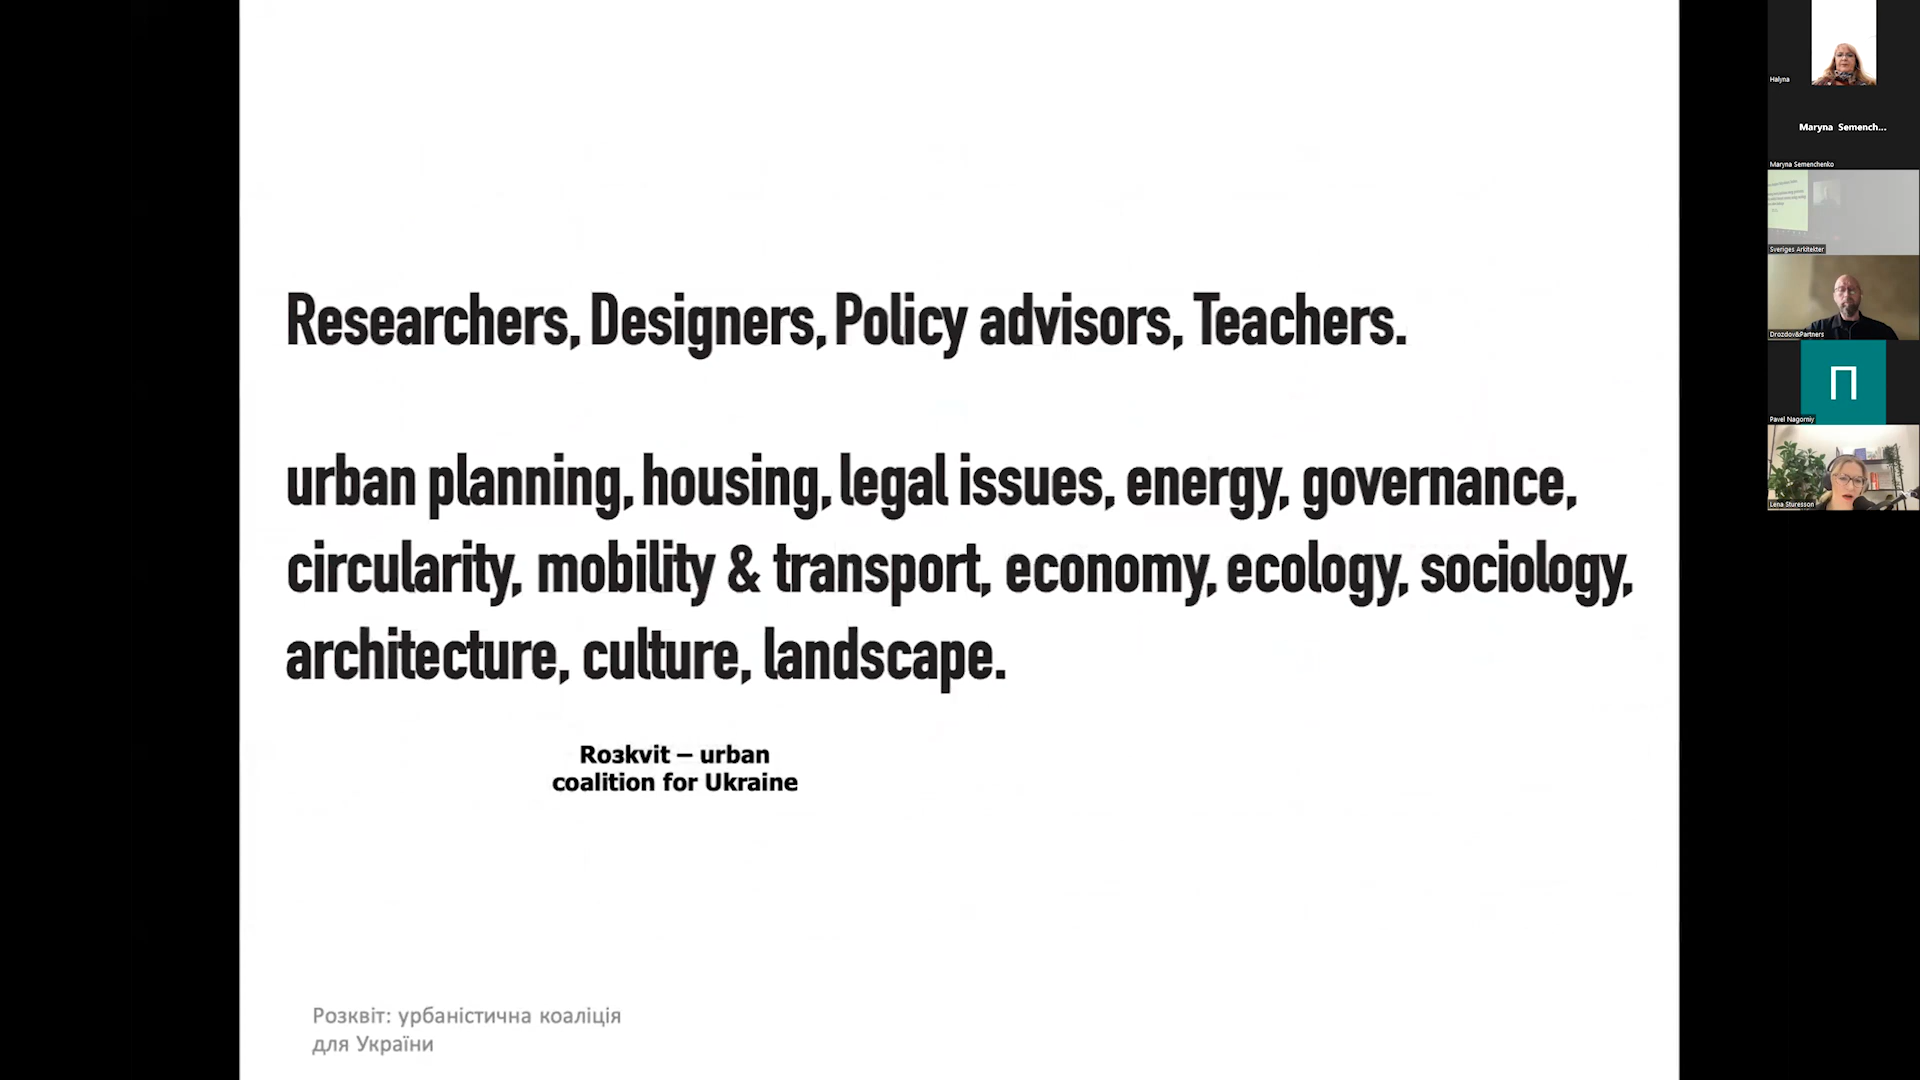 Researchers, Designers, Policy advisors, Teachers.
urban planning, housing, legal issues, energy, governance,
circularity, mobility & transport, economy, ecology, sociology,
architecture, culture, landscape.
Roзkvit – urban
coalition for Ukraine
Розквіт: урбаністична коаліція
для України
Halyna
Maryna Semench...
Maryna Semenchenko
Sveriges Arkitekter
Drozdov&Partners
П
Pavel Nagorniy
Lena Sturesson